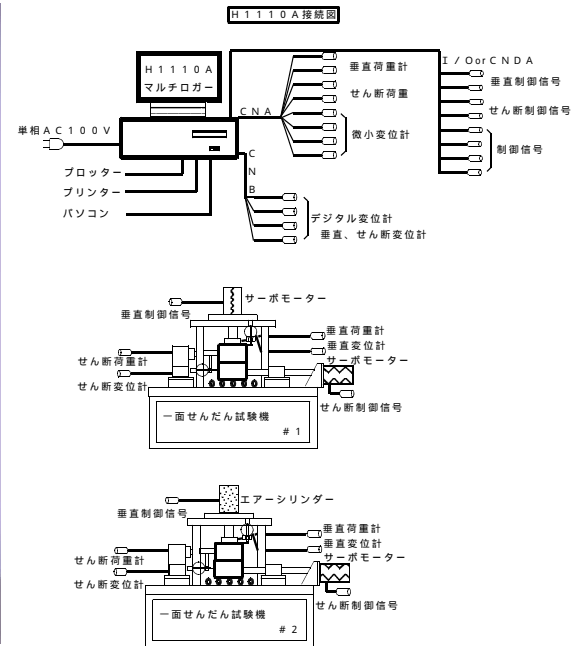 Ｈ１１１０Ａ接続図
Ｈ１１１０Ａ
マルチロガー
単相ＡＣ１００Ｖ
プロッター
プリンター
パソコン
ＣＮＡ
垂直荷重計
せん断荷重
微小変位計
Ｉ／ＯorＣＮＤＡ
垂直制御信号
せん断制御信号
制御信号
Ｃ
Ｎ
Ｂ
デジタル変位計
垂直、せん断変位計
サーボモーター
垂直制御信号
垂直荷重計
垂直変位計
サーボモーター
せん断荷重計
せん断変位計
せん断制御信号
一面せんだん試験機
＃１
エアーシリンダー
垂直制御信号
垂直荷重計
垂直変位計
サーボモーター
せん断荷重計
せん断変位計
せん断制御信号
一面せんだん試験機
＃２